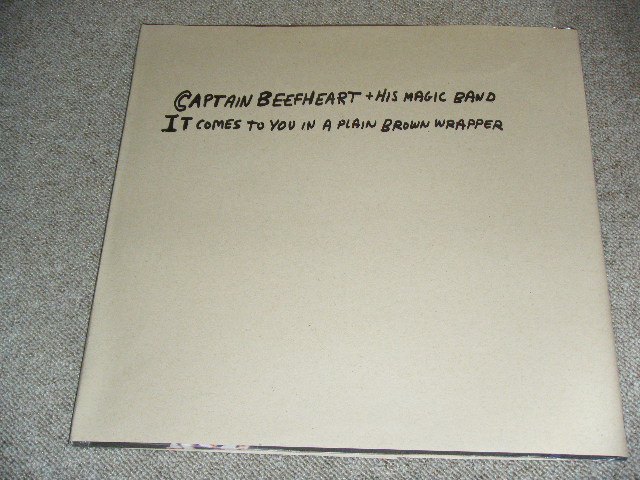 CAPTAIN BEEFHEART + HIS MAGIC BAND
IT COMES TO YOU IN A PLAIN BROWN WRAPPER